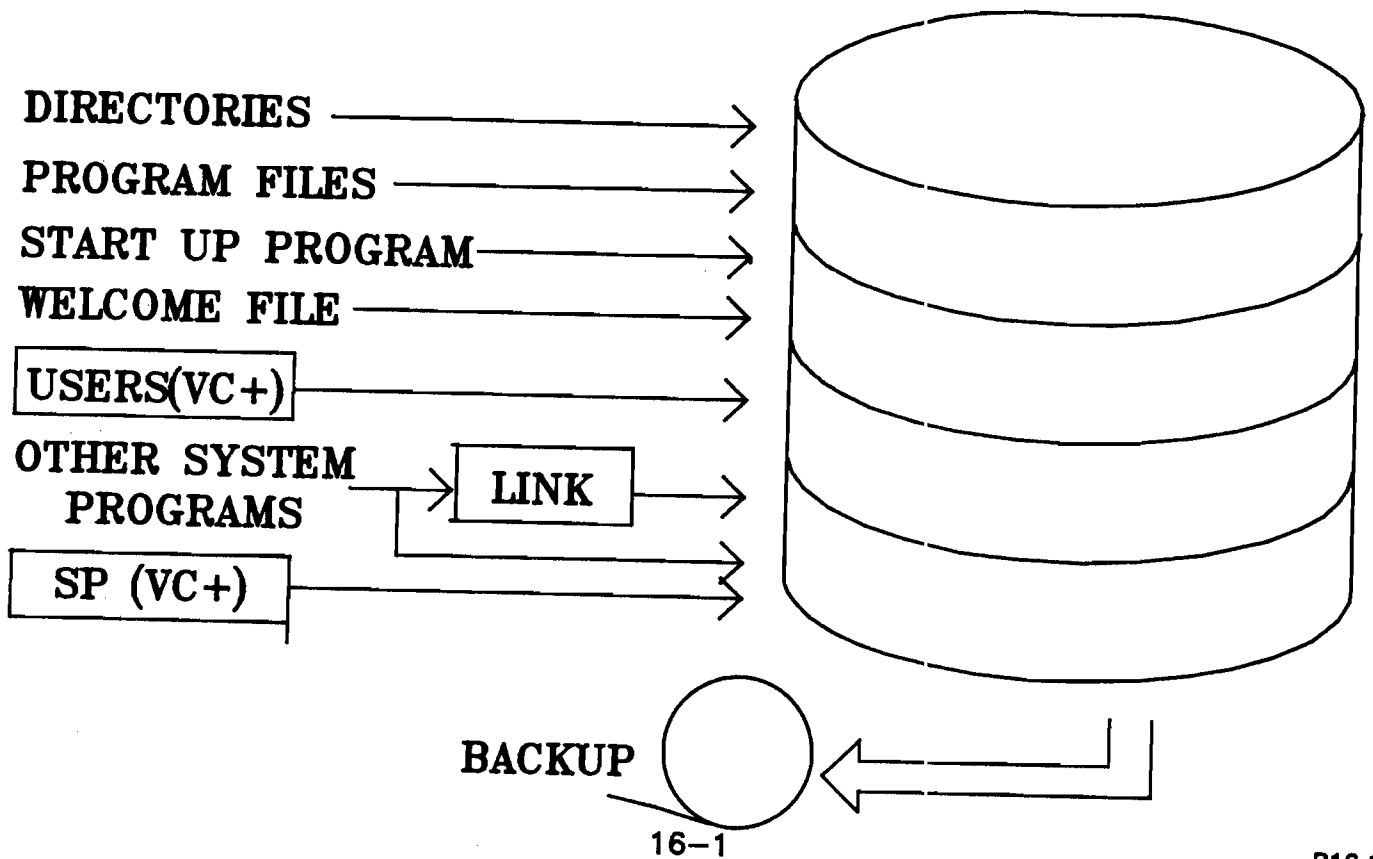 DIRECTORIES
PROGRAM FILES
START UP PROGRAM
WELCOME FILE
USERS(VC+)
OTHER SYSTEM
PROGRAMS
LINK
SP (VC+)
BACKUP
16-1